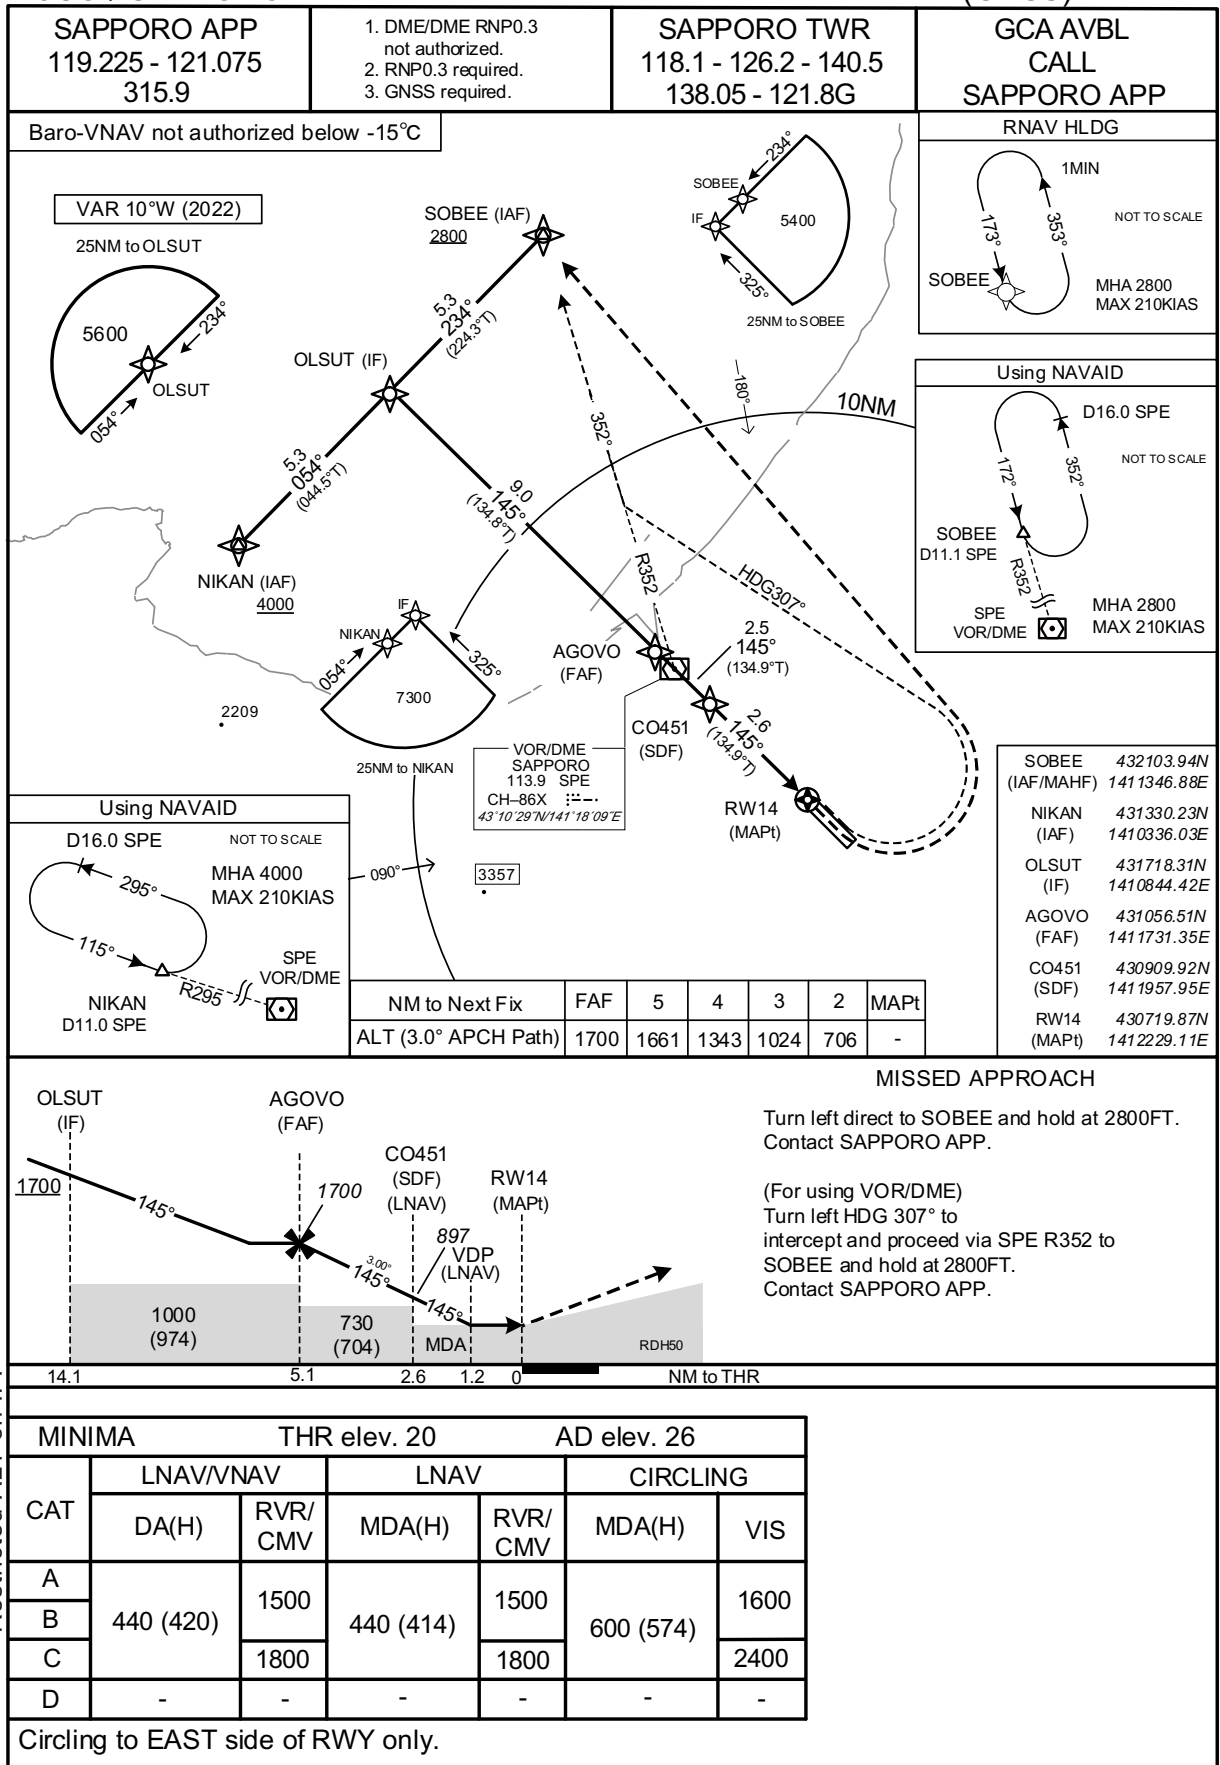 SAPPORO APP
119.225 - 121.075
315.9
1. DME/DME RNP0.3
not authorized.
2. RNP0.3 required.
3. GNSS required.
SAPPORO TWR
118.1 - 126.2 - 140.5
138.05 - 121.8G
GCA AVBL
CALL
SAPPORO APP
Baro-VNAV not authorized below -15°C
VAR 10°W (2022)
25NM to OLSUT
5600
234°
OLSUT
054°
SOBEE (IAF)
2800
5.3
234°
(224.3°T)
OLSUT (IF)
5.3
054°
(044.5°T)
NIKAN (IAF)
4000
9.0
145°
(134.8°T)
234°
SOBEE
IF
5400
325°
25NM to SOBEE
180°
10NM
352°
R352
HDG307°
RNAV HLDG
1MIN
NOT TO SCALE
173°
353°
SOBEE
MHA 2800
MAX 210KIAS
Using NAVAID
D16.0 SPE
NOT TO SCALE
172°
352°
SOBEE
D11.1 SPE
R352
SPE
VOR/DME
MHA 2800
MAX 210KIAS
IF
NIKAN
054°
325°
7300
25NM to NIKAN
2209
AGOVO
(FAF)
2.5
145°
(134.9°T)
CO451
(SDF)
2.6
145°
(134.9°T)
RW14
(MAPt)
VOR/DME
SAPPORO
113.9 SPE
CH–86X
43°10'29"N/141°18'09"E
3357
090°
Using NAVAID
D16.0 SPE
NOT TO SCALE
295°
MHA 4000
MAX 210KIAS
115°
SPE
VOR/DME
R295
NIKAN
D11.0 SPE
SOBEE 432103.94N
(IAF/MAHF) 1411346.88E
NIKAN 431330.23N
(IAF) 1410336.03E
OLSUT 431718.31N
(IF) 1410844.42E
AGOVO 431056.51N
(FAF) 1411731.35E
CO451 430909.92N
(SDF) 1411957.95E
RW14 430719.87N
(MAPt) 1412229.11E
NM to Next Fix FAF 5 4 3 2 MAPt
ALT (3.0° APCH Path) 1700 1661 1343 1024 706 -
OLSUT
(IF)
AGOVO
(FAF)
CO451
(SDF)
(LNAV)
RW14
(MAPt)
1700
145°
1700
3.00°
145°
897
VDP
(LNAV)
145°
1000
(974)
730
(704)
MDA
RDH50
14.1 5.1 2.6 1.2 0 NM to THR
MISSED APPROACH
Turn left direct to SOBEE and hold at 2800FT.
Contact SAPPORO APP.
(For using VOR/DME)
Turn left HDG 307° to
intercept and proceed via SPE R352 to
SOBEE and hold at 2800FT.
Contact SAPPORO APP.
MINIMA THR elev. 20 AD elev. 26
CAT LNAV/VNAV LNAV CIRCLING
DA(H) RVR/CMV MDA(H) RVR/CMV MDA(H) VIS
A
B
C
440 (420) 1500 440 (414) 1500 600 (574) 1600
1800 1800 2400
D - - - - - -
Circling to EAST side of RWY only.